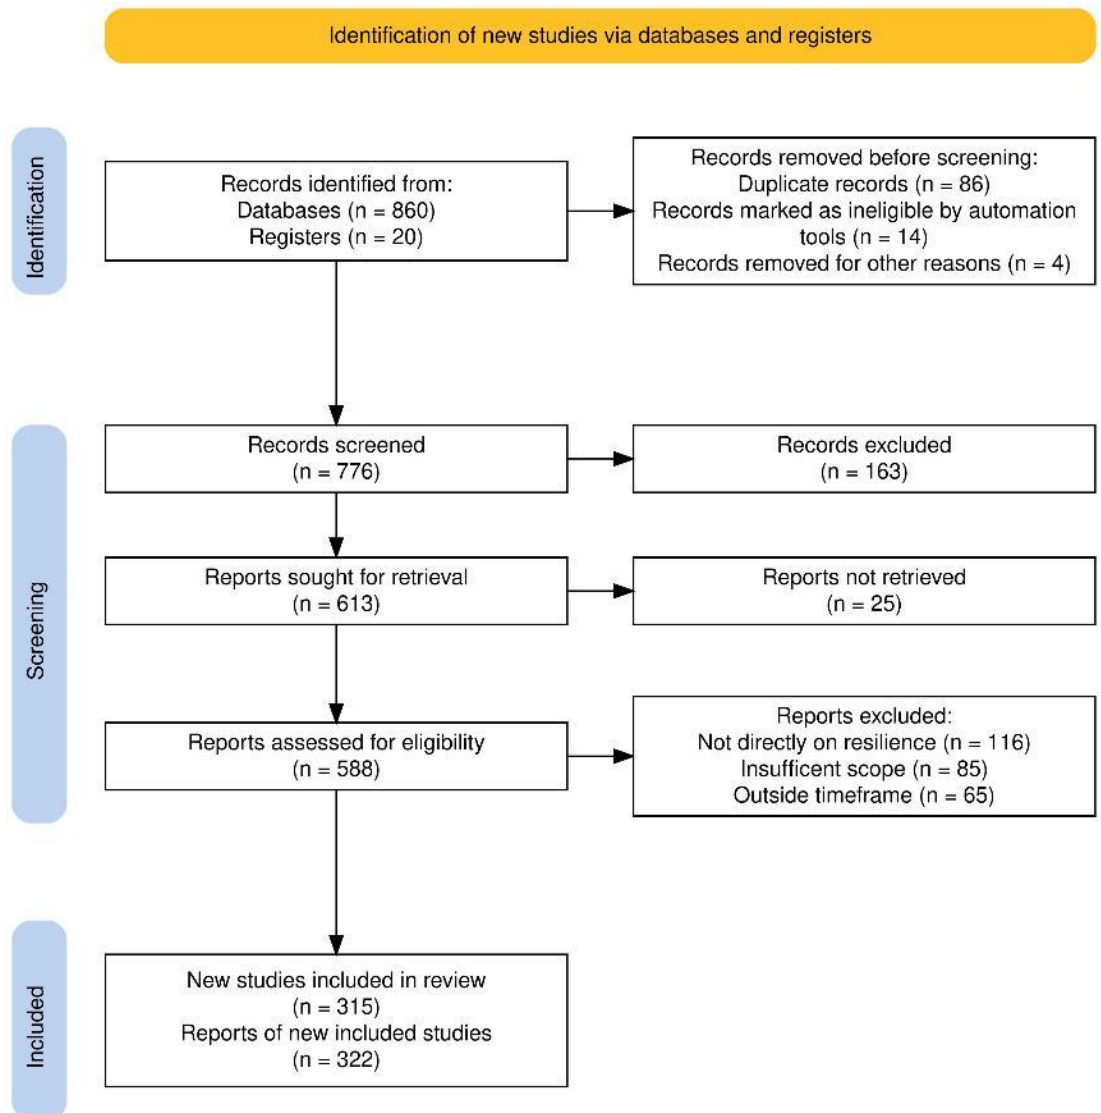 Identification of new studies via databases and registers
Identification
Records identified from:
Databases (n = 860)
Registers (n = 20)
Records removed before screening:
Duplicate records (n = 86)
Records marked as ineligible by automation
tools (n = 14)
Records removed for other reasons (n = 4)
Screening
Records screened
(n = 776)
Records excluded
(n = 163)
Reports sought for retrieval
(n = 613)
Reports not retrieved
(n = 25)
Reports assessed for eligibility
(n = 588)
Reports excluded:
Not directly on resilience (n = 116)
Insufficent scope (n = 85)
Outside timeframe (n = 65)
Included
New studies included in review
(n = 315)
Reports of new included studies
(n = 322)